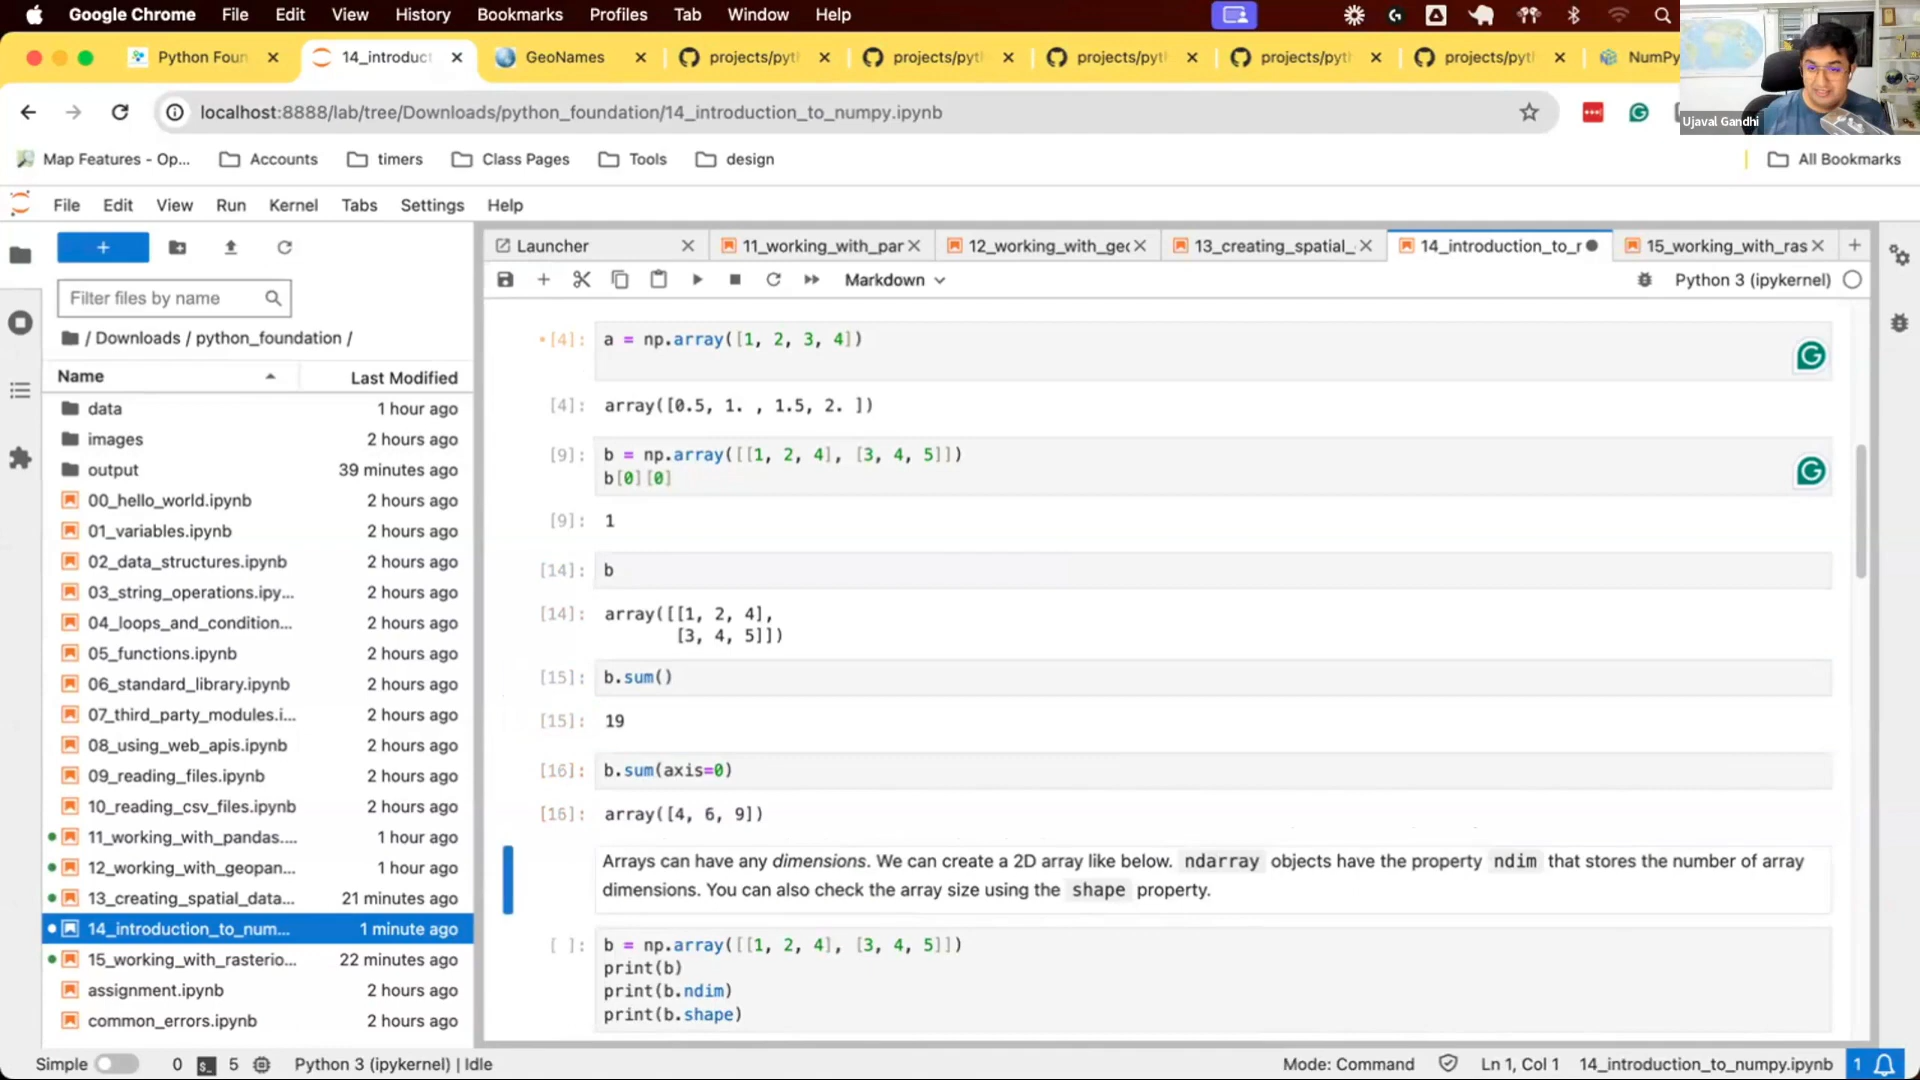 Google Chrome File Edit View History Bookmarks Profiles Tab Window Help
Python Foun 14_introduct GeoNames projects/pyt projects/pyt projects/pyt projects/pyt projects/pyt NumPy
localhost:8888/lab/tree/Downloads/python_foundation/14_introduction_to_numpy.ipynb
Ujaval Gandhi
Map Features - Op... Accounts timers Class Pages Tools design All Bookmarks
File Edit View Run Kernel Tabs Settings Help
Launcher 11_working_with_par 12_working_with_gec 13_creating_spatial_ 14_introduction_to_r 15_working_with_ras
Markdown Python 3 (ipykernel)
Filter files by name
/ Downloads / python_foundation /
Name Last Modified
data 1 hour ago
images 2 hours ago
output 39 minutes ago
00_hello_world.ipynb 2 hours ago
01_variables.ipynb 2 hours ago
02_data_structures.ipynb 2 hours ago
03_string_operations.ipy... 2 hours ago
04_loops_and_condition... 2 hours ago
05_functions.ipynb 2 hours ago
06_standard_library.ipynb 2 hours ago
07_third_party_modules.i... 2 hours ago
08_using_web_apis.ipynb 2 hours ago
09_reading_files.ipynb 2 hours ago
10_reading_csv_files.ipynb 2 hours ago
11_working_with_pandas.... 1 hour ago
12_working_with_geopan... 1 hour ago
13_creating_spatial_data... 21 minutes ago
14_introduction_to_num... 1 minute ago
15_working_with_rasterio... 22 minutes ago
assignment.ipynb 2 hours ago
common_errors.ipynb 2 hours ago
[4]: a = np.array([1, 2, 3, 4])
[4]: array([0.5, 1. , 1.5, 2. ])
[9]: b = np.array([[1, 2, 4], [3, 4, 5]])
b[0][0]
[9]: 1
[14]: b
[14]: array([[1, 2, 4],
[3, 4, 5]])
[15]: b.sum()
[15]: 19
[16]: b.sum(axis=0)
[16]: array([4, 6, 9])
Arrays can have any dimensions. We can create a 2D array like below. ndarray objects have the property ndim that stores the number of array
dimensions. You can also check the array size using the shape property.
[ ]: b = np.array([[1, 2, 4], [3, 4, 5]])
print(b)
print(b.ndim)
print(b.shape)
Simple 0 5 Python 3 (ipykernel) | Idle Mode: Command Ln 1, Col 1 14_introduction_to_numpy.ipynb 1